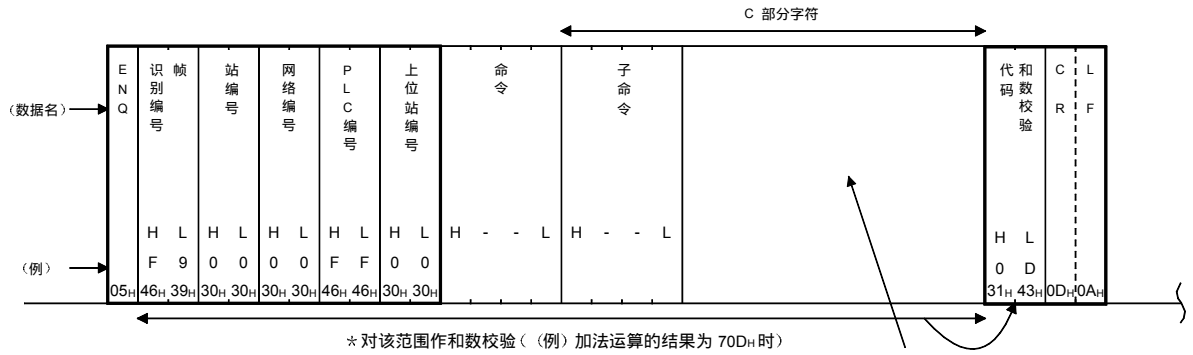 C 部分字符
(数据名)
ENQ
帧识别编号
站编号
网络编号
PLC编号
上位站编号
命令
子命令
和数校验代码
CR
LF
H L H L H L H L H L H - - L H - - L H L
(例)
F 9 0 0 0 0 F F 0 0 0 D
05H 46H 39H 30H 30H 30H 30H 46H 46H 30H 30H 31H 43H 0DH 0AH
*对该范围作和数校验((例)加法运算的结果为 70DH 时)